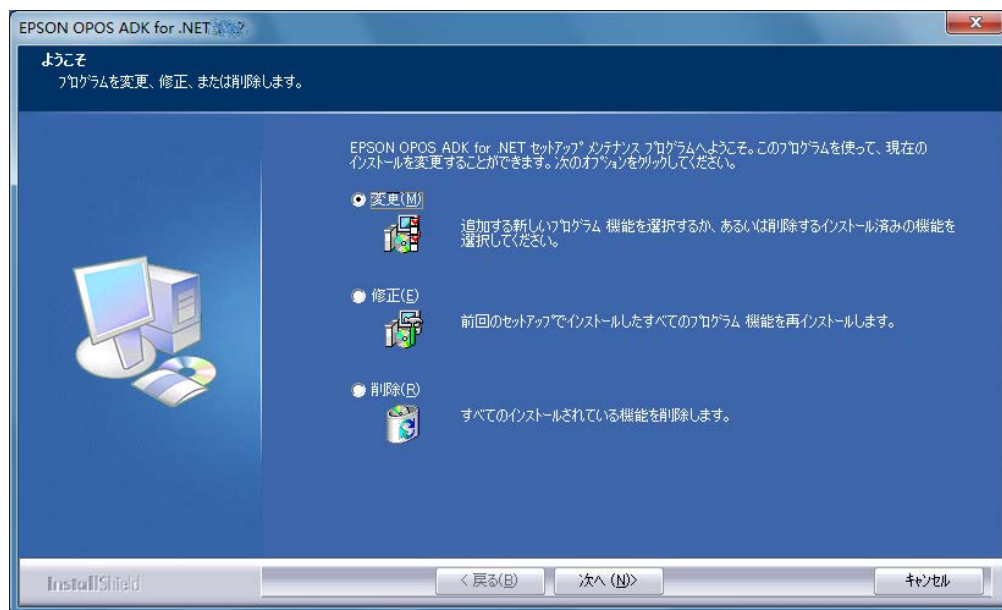 EPSON OPOS ADK for .NET
ようこそ
プログラムを変更、修正、または削除します。
EPSON OPOS ADK for .NET セットアップ メンテナンス プログラムへようこそ。このプログラムを使って、現在の
インストールを変更することができます。次のオプションをクリックしてください。
変更(M)
追加する新しいプログラム 機能を選択するか、あるいは削除するインストール済みの機能を
選択してください。
修正(E)
前回のセットアップでインストールしたすべてのプログラム 機能を再インストールします。
削除(R)
すべてのインストールされている機能を削除します。
InstallShield
< 戻る(B)
次へ (N)>
キャンセル